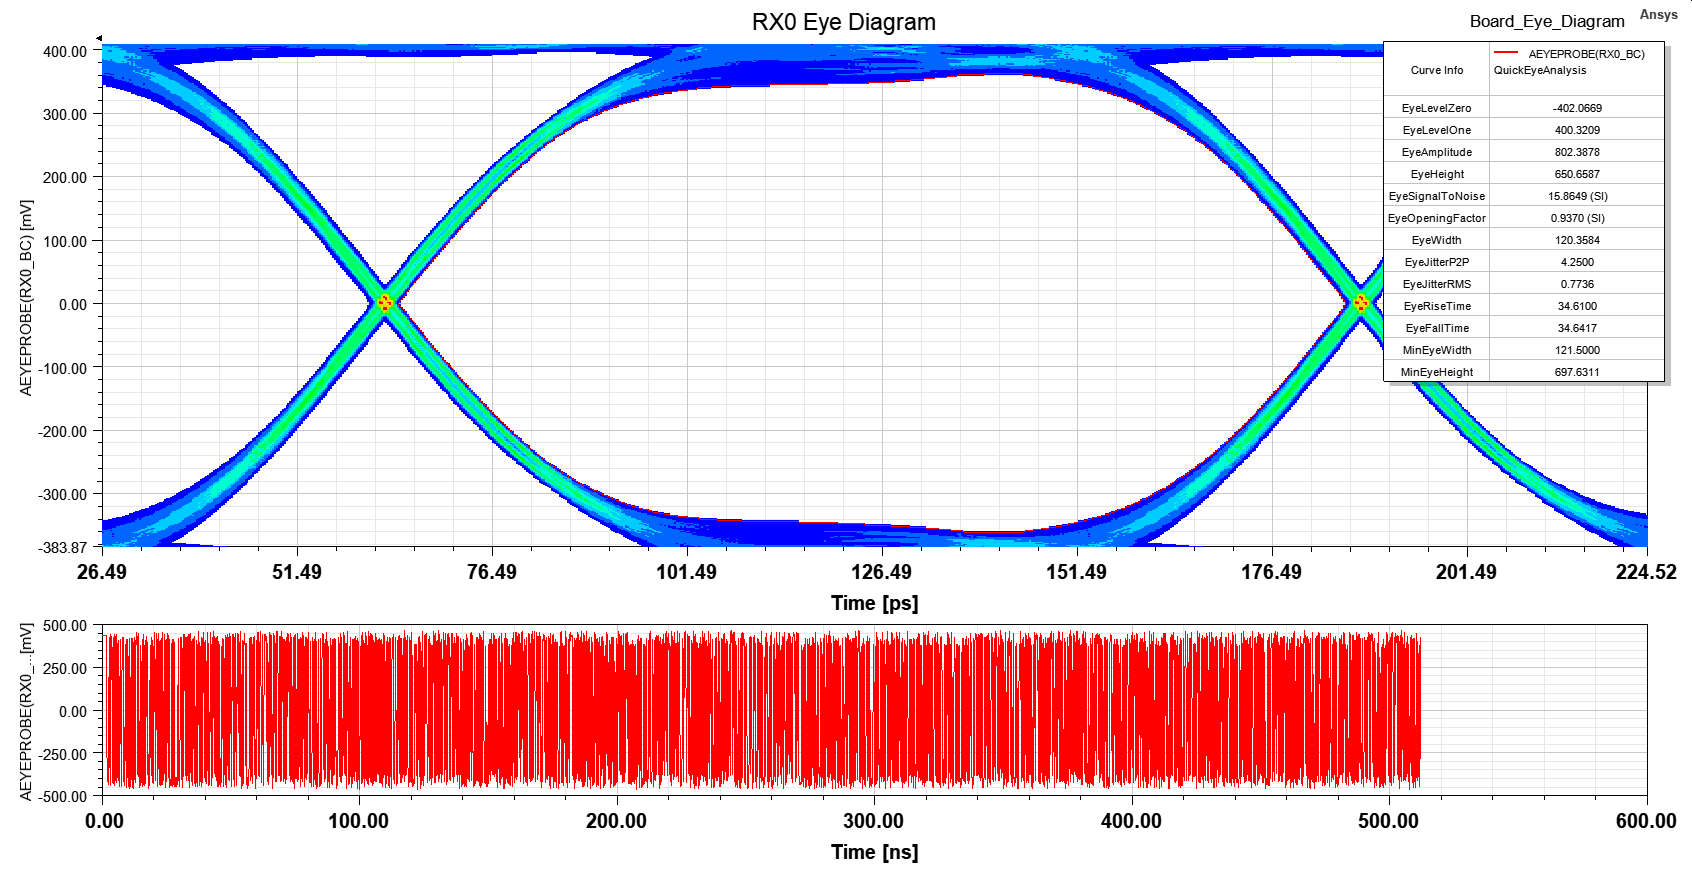 RX0 Eye Diagram
Board_Eye_Diagram
Ansys
AEYEPROBE(RX0_BC) [mV]
400.00
300.00
200.00
100.00
0.00
-100.00
-200.00
-300.00
-383.87
26.49 51.49 76.49 101.49 126.49 151.49 176.49 201.49 224.52
Time [ps]
Curve Info AEYEPROBE(RX0_BC)
QuickEyeAnalysis
EyeLevelZero -402.0669
EyeLevelOne 400.3209
EyeAmplitude 802.3878
EyeHeight 650.6587
EyeSignalToNoise 15.8649 (SI)
EyeOpeningFactor 0.9370 (SI)
EyeWidth 120.3584
EyeJitterP2P 4.2500
EyeJitterRMS 0.7736
EyeRiseTime 34.6100
EyeFallTime 34.6417
MinEyeWidth 121.5000
MinEyeHeight 697.6311
AEYEPROBE(RX0_...[mV]
500.00
250.00
0.00
-250.00
-500.00
0.00 100.00 200.00 300.00 400.00 500.00 600.00
Time [ns]